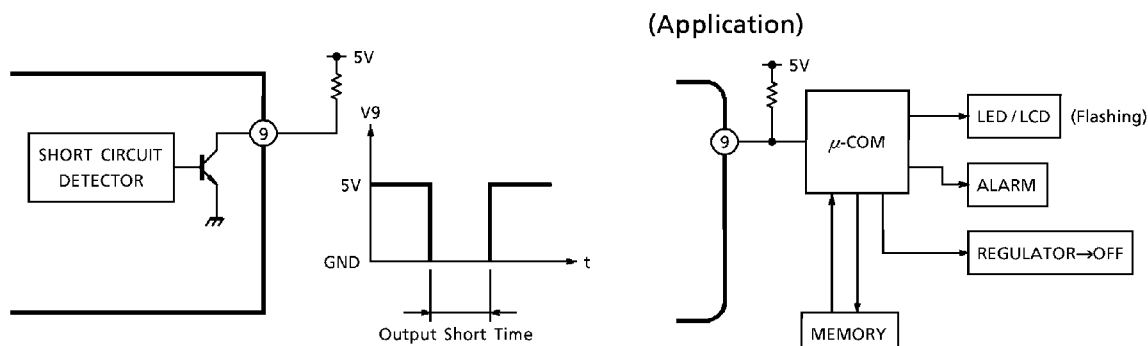 (Application)
5V
9
V9
SHORT CIRCUIT
DETECTOR
5V
GND
t
Output Short Time
5V
9
μ-COM
LED / LCD (Flashing)
ALARM
REGULATOR→OFF
MEMORY